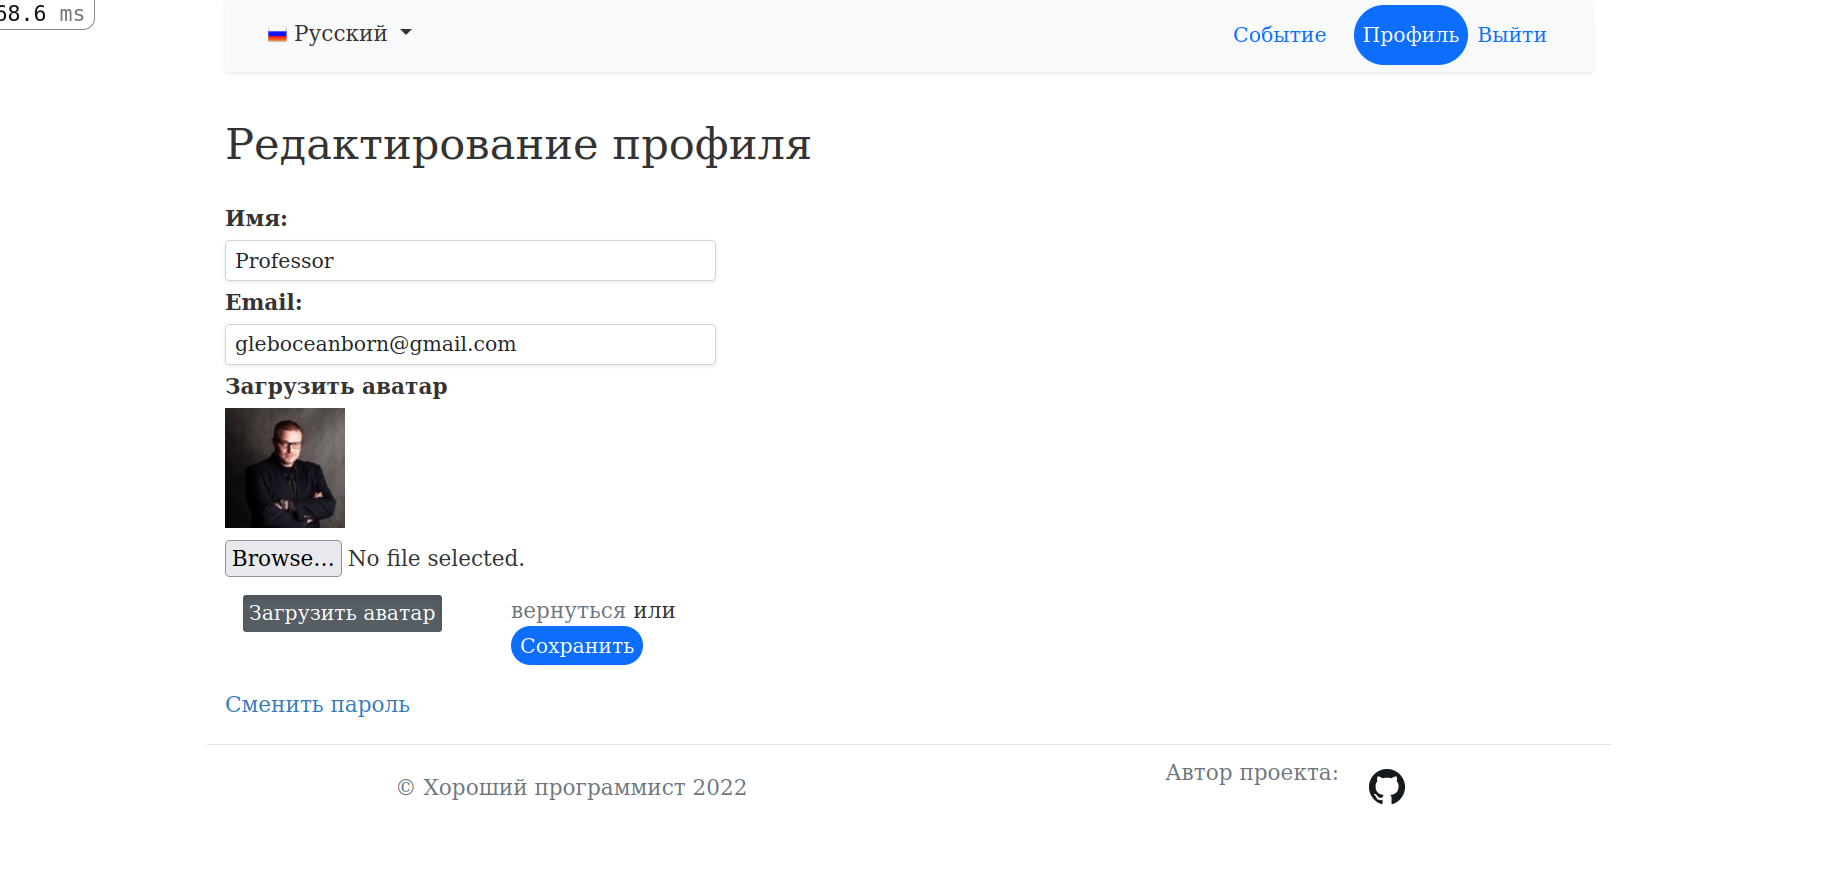 68.6 ms
Русский
Событие Профиль Выйти
Редактирование профиля
Имя:
Professor
Email:
gleboceanborn@gmail.com
Загрузить аватар
Browse... No file selected.
Загрузить аватар
вернуться или
Сохранить
Сменить пароль
© Хороший программист 2022
Автор проекта: